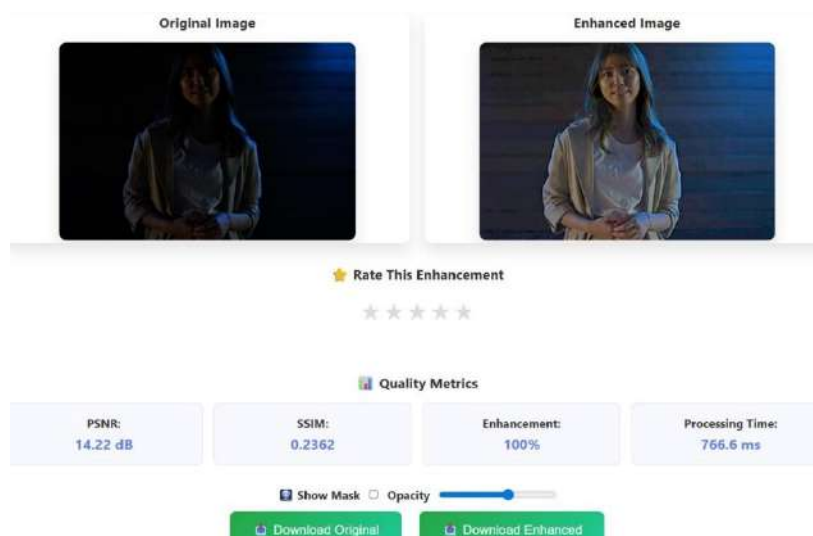 Original Image
Enhanced Image
Rate This Enhancement
Quality Metrics
PSNR:
14.22 dB
SSIM:
0.2362
Enhancement:
100%
Processing Time:
766.6 ms
Show Mask Opacity
Download Original
Download Enhanced